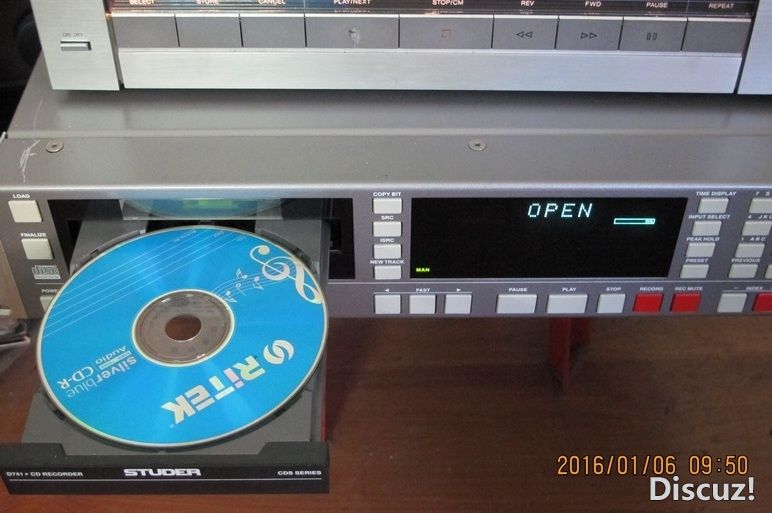 SELECT STORE CANCEL PLAY/NEXT STOP/CM REV FWD PAUSE REPEAT
LOAD
FINALIZE
COPY BIT
SRC
ISRC
NEW TRACK
OPEN
MAN
TIME DISPLAY
INPUT SELECT
PEAK HOLD
PRESET
PREVIOUS
FAST
PAUSE PLAY STOP RECORD REC MUTE INDEX
RiTEK
silverblue
Audio CD-R
D741 • CD RECORDER STUDER CDS SERIES
2016/01/06 09:50
Discuz!